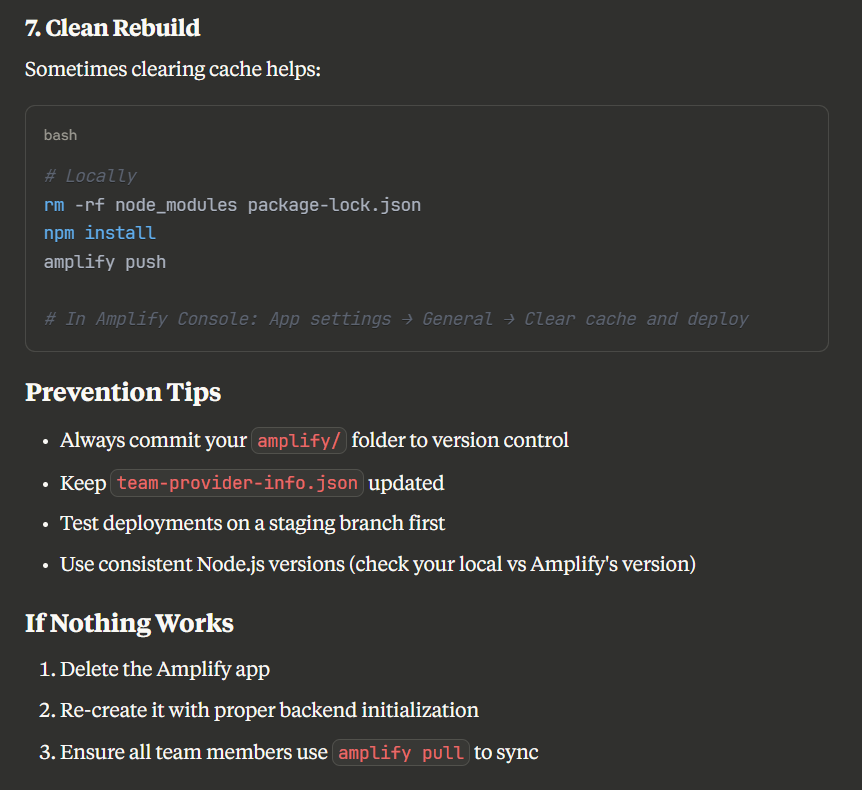 7. Clean Rebuild
Sometimes clearing cache helps:
bash
# Locally
rm -rf node_modules package-lock.json
npm install
amplify push
# In Amplify Console: App settings → General → Clear cache and deploy
Prevention Tips
• Always commit your amplify/ folder to version control
• Keep team-provider-info.json updated
• Test deployments on a staging branch first
• Use consistent Node.js versions (check your local vs Amplify's version)
If Nothing Works
1. Delete the Amplify app
2. Re-create it with proper backend initialization
3. Ensure all team members use amplify pull to sync